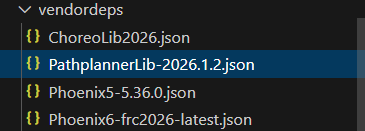 vendordeps
{} ChoreoLib2026.json
{} PathplannerLib-2026.1.2.json
{} Phoenix5-5.36.0.json
{} Phoenix6-frc2026-latest.json